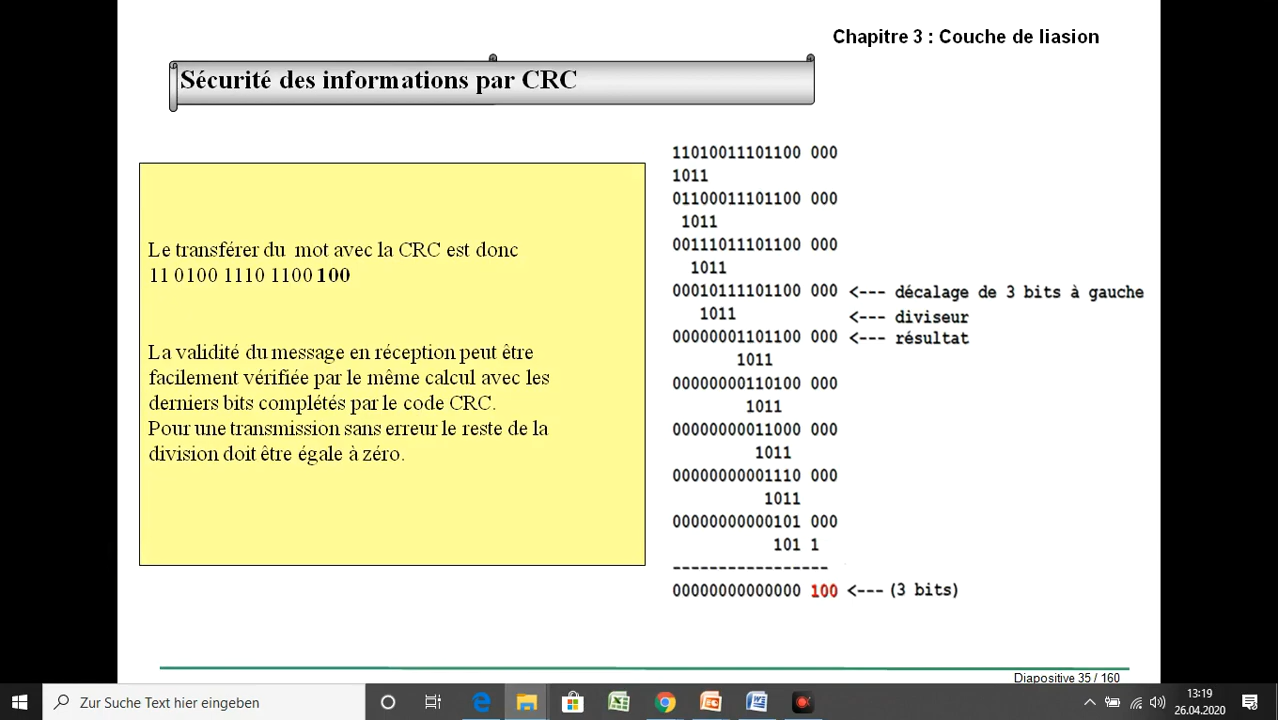 Chapitre 3 : Couche de liasion
Sécurité des informations par CRC
Le transférer du mot avec la CRC est donc
11 0100 1110 1100 100
La validité du message en réception peut être
facilement vérifiée par le même calcul avec les
derniers bits complétés par le code CRC.
Pour une transmission sans erreur le reste de la
division doit être égale à zéro.
11010011101100 000
1011
01100011101100 000
1011
00111011101100 000
1011
00010111101100 000 <--- décalage de 3 bits à gauche
1011 <--- diviseur
00000001101100 000 <--- résultat
1011
00000000110100 000
1011
00000000011000 000
1011
00000000001110 000
1011
00000000000101 000
101 1
-----------------
00000000000000 100 <--- (3 bits)
Diapositive 35 / 160
Zur Suche Text hier eingeben
13:19
26.04.2020